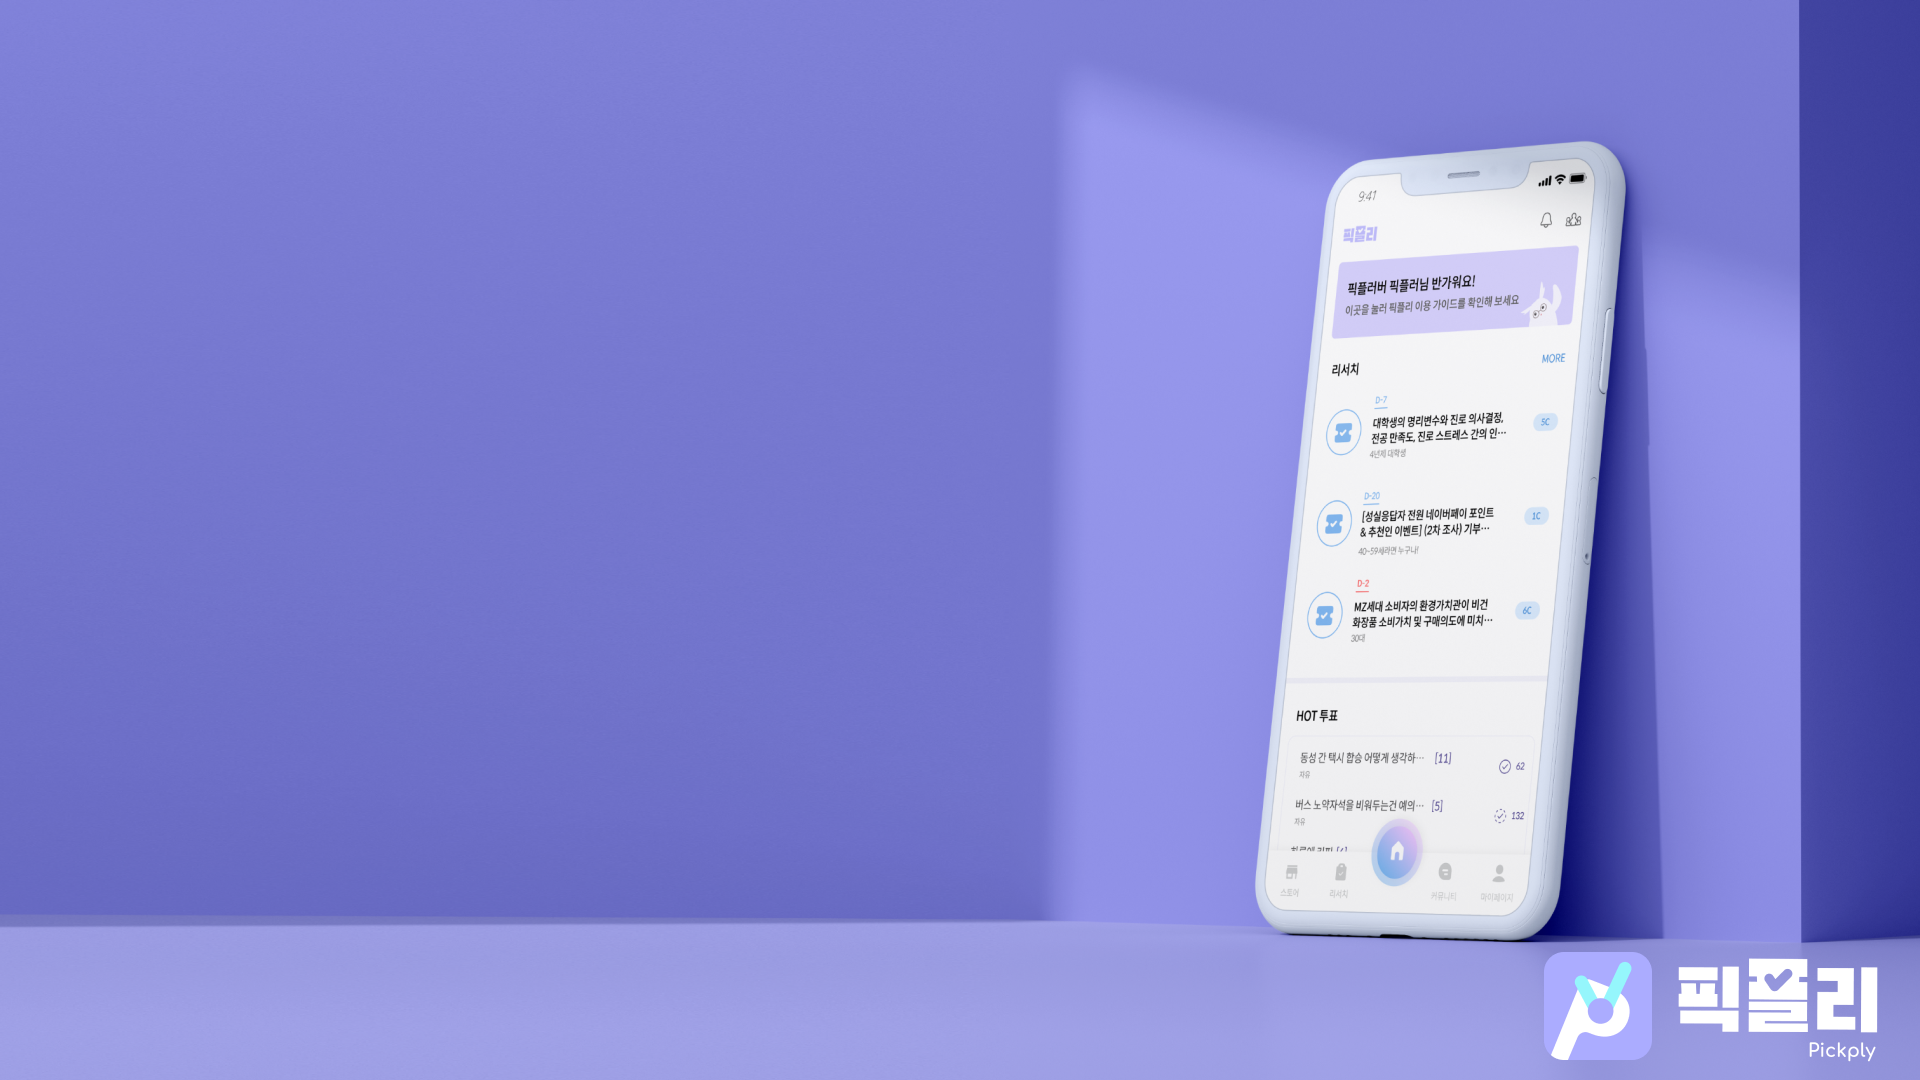 9:41
픽플리
픽플러버 픽플러님 반가워요!
이곳을 눌러 픽플리 이용 가이드를 확인해 보세요
리서치
MORE
D-7
대학생의 명리변수와 진로 의사결정,
전공 만족도, 진로 스트레스 간의 인…
4년제 대학생
5C
D-20
[성실응답자 전원 네이버페이 포인트
& 추천인 이벤트] (2차 조사) 기부…
40~59세라면 누구나!
1C
D-2
MZ세대 소비자의 환경가치관이 비건
화장품 소비가치 및 구매의도에 미치…
30대
6C
HOT 투표
동성 간 택시 합승 어떻게 생각하… [11]
자유
62
버스 노약자석을 비워두는건 예의… [5]
자유
132
스토어
리서치
커뮤니티
마이페이지
픽플리
Pickply